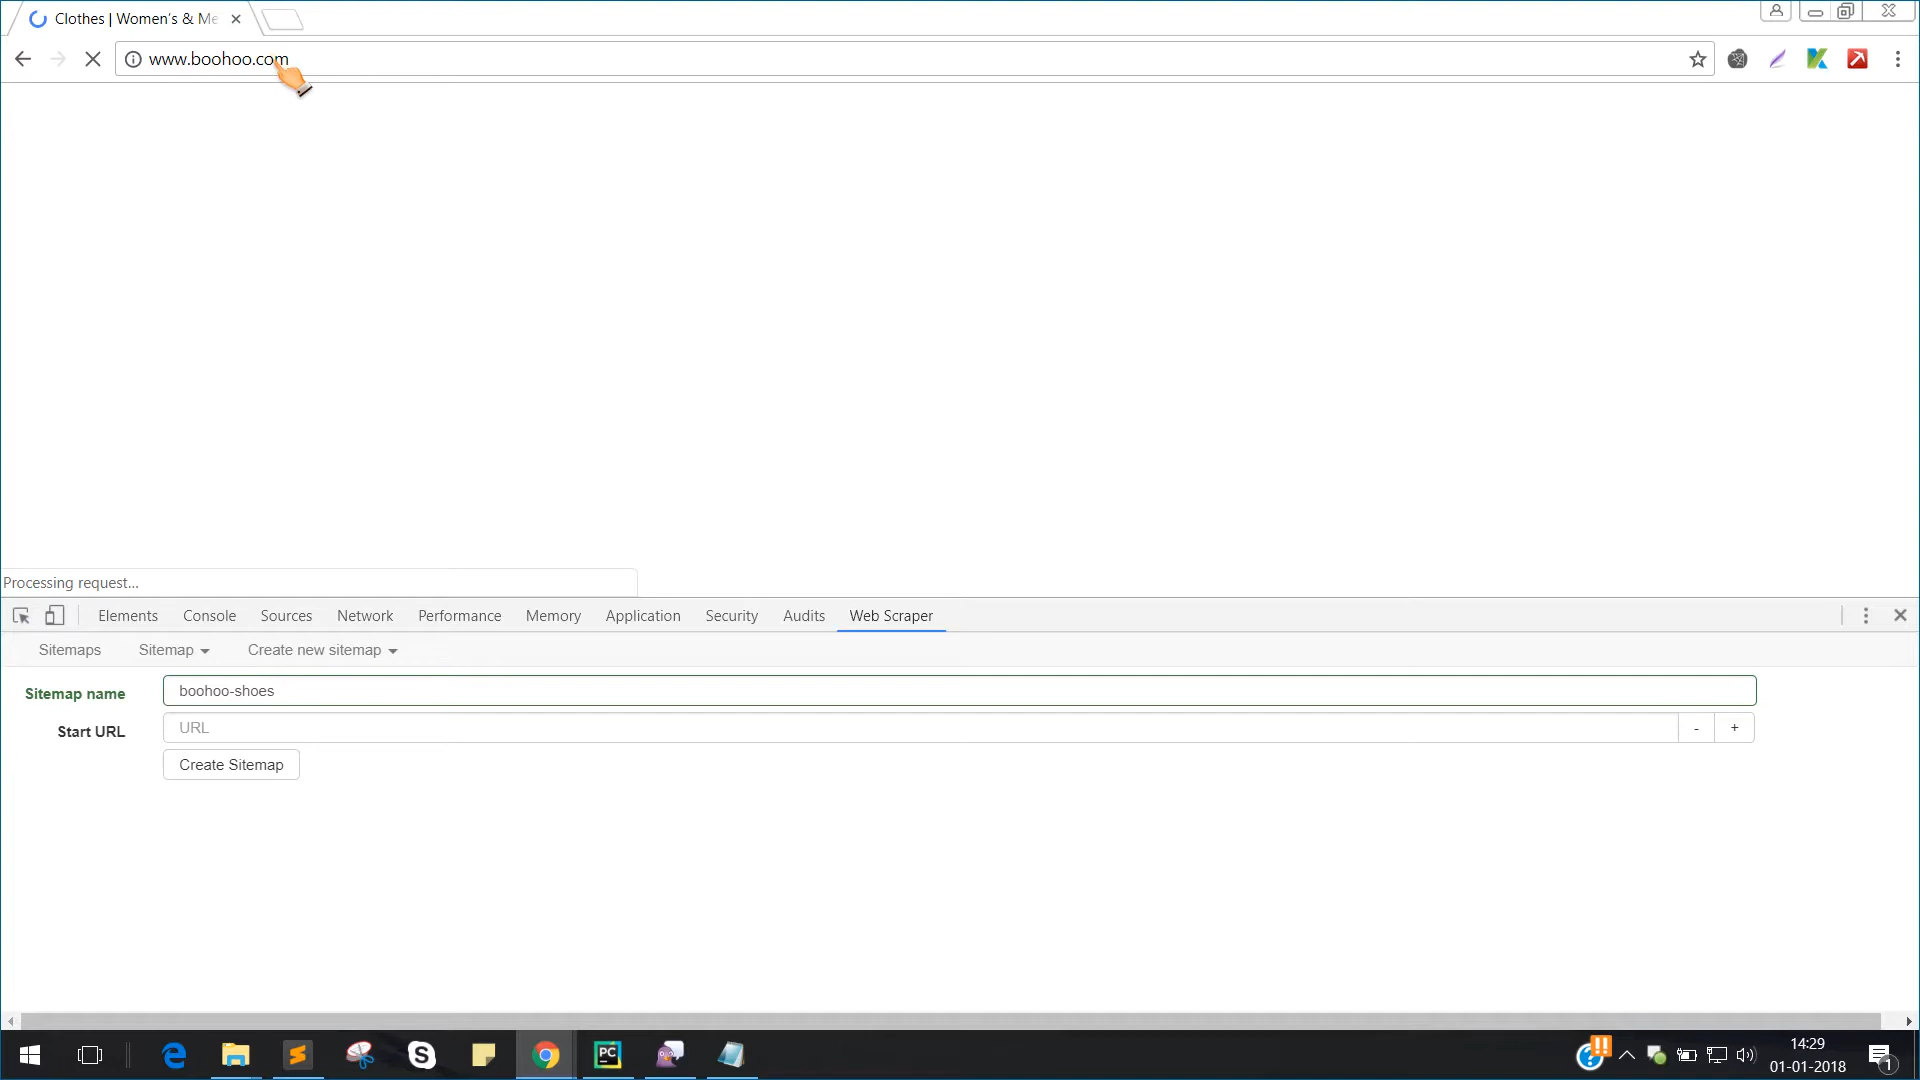 Clothes | Women's & Me
www.boohoo.com
Processing request...
Elements Console Sources Network Performance Memory Application Security Audits Web Scraper
Sitemaps Sitemap Create new sitemap
Sitemap name boohoo-shoes
Start URL URL - +
Create Sitemap
PC
14:29
01-01-2018
1